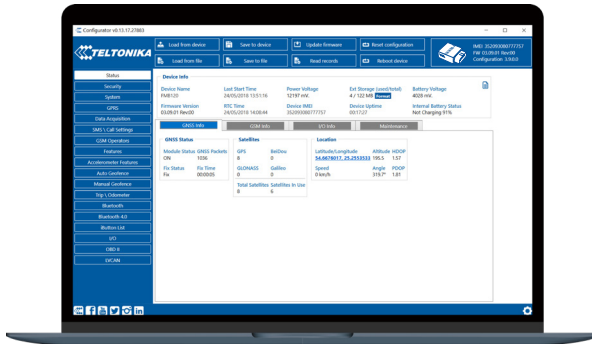 Configurator v0.13.17.27883
TELTONIKA
Load from device
Save to device
Update firmware
Reset configuration
Load from file
Save to file
Read records
Reboot device
IMEI 352093080777757
FW 03.09.01 Rev:00
Configuration 3.9.0.0
Status
Security
System
GPRS
Data Acquisition
SMS \ Call Settings
GSM Operators
Features
Accelerometer Features
Auto Geofence
Manual Geofence
Trip \ Odometer
Bluetooth
Bluetooth 4.0
iButton List
I/O
OBD II
LVCAN
Device Info
Device Name Last Start Time Power Voltage Ext Storage (used/total) Battery Voltage
FMB120 24/05/2018 13:51:16 12197 mV. 4 / 122 MB Format 4028 mV.
Firmware Version RTC Time Device IMEI Device Uptime Internal Battery Status
03.09.01 Rev:00 24/05/2018 14:08:44 352093080777757 00:17:27 Not Charging 91%
GNSS Info GSM Info I/O Info Maintenance
GNSS Status
Module Status GNSS Packets
ON 1036
Fix Status Fix Time
Fix 00:00:05
Satellites
GPS BeiDou
8 0
GLONASS Galileo
0 0
Total Satellites Satellites in Use
8 6
Location
Latitude/Longitude Altitude HDOP
54.6676017, 25.2553533 195.5 1.57
Speed Angle PDOP
0 km/h 319.7° 1.81